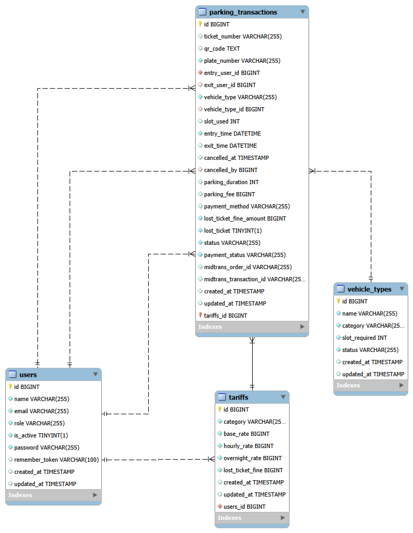 parking_transactions
id BIGINT
ticket_number VARCHAR(255)
qr_code TEXT
plate_number VARCHAR(255)
entry_user_id BIGINT
exit_user_id BIGINT
vehicle_type VARCHAR(255)
vehicle_type_id BIGINT
slot_used INT
entry_time DATETIME
exit_time DATETIME
cancelled_at TIMESTAMP
cancelled_by BIGINT
parking_duration INT
parking_fee BIGINT
payment_method VARCHAR(255)
lost_ticket_fine_amount BIGINT
lost_ticket TINYINT(1)
status VARCHAR(255)
payment_status VARCHAR(255)
midtrans_order_id VARCHAR(255)
midtrans_transaction_id VARCHAR(25...
created_at TIMESTAMP
updated_at TIMESTAMP
tariffs_id BIGINT
Indexes
vehicle_types
id BIGINT
name VARCHAR(255)
category VARCHAR(255)
slot_required INT
status VARCHAR(255)
created_at TIMESTAMP
updated_at TIMESTAMP
Indexes
users
id BIGINT
name VARCHAR(255)
email VARCHAR(255)
role VARCHAR(255)
is_active TINYINT(1)
password VARCHAR(255)
remember_token VARCHAR(100)
created_at TIMESTAMP
updated_at TIMESTAMP
Indexes
tariffs
id BIGINT
category VARCHAR(25...
base_rate BIGINT
hourly_rate BIGINT
overnight_rate BIGINT
lost_ticket_fine BIGINT
created_at TIMESTAMP
updated_at TIMESTAMP
users_id BIGINT
Indexes